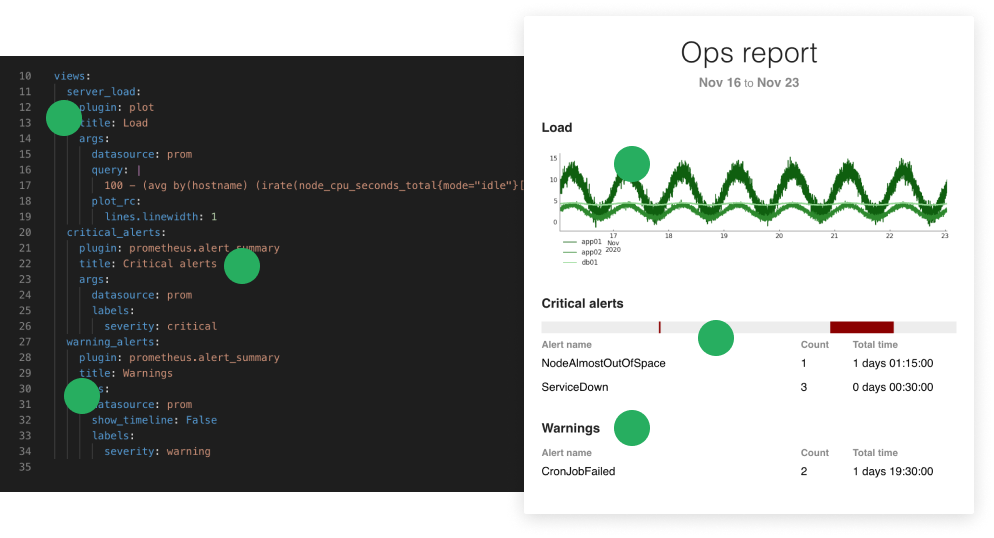 10 views:
11 server_load:
12 plugin: plot
13 title: Load
14 args:
15 datasource: prom
16 query: |
17 100 - (avg by(hostname) (irate(node_cpu_seconds_total{mode="idle"}[
18 plot_rc:
19 lines.linewidth: 1
20 critical_alerts:
21 plugin: prometheus.alert_summary
22 title: Critical alerts
23 args:
24 datasource: prom
25 labels:
26 severity: critical
27 warning_alerts:
28 plugin: prometheus.alert_summary
29 title: Warnings
30
31 datasource: prom
32 show_timeline: False
33 labels:
34 severity: warning
35
Ops report
Nov 16 to Nov 23
Load
15
10
5
0
17 18 19 20 21 22 23
Nov
2020
app01
app02
db01
Critical alerts
Alert name Count Total time
NodeAlmostOutOfSpace 1 1 days 01:15:00
ServiceDown 3 0 days 00:30:00
Warnings
Alert name Count Total time
CronJobFailed 2 1 days 19:30:00